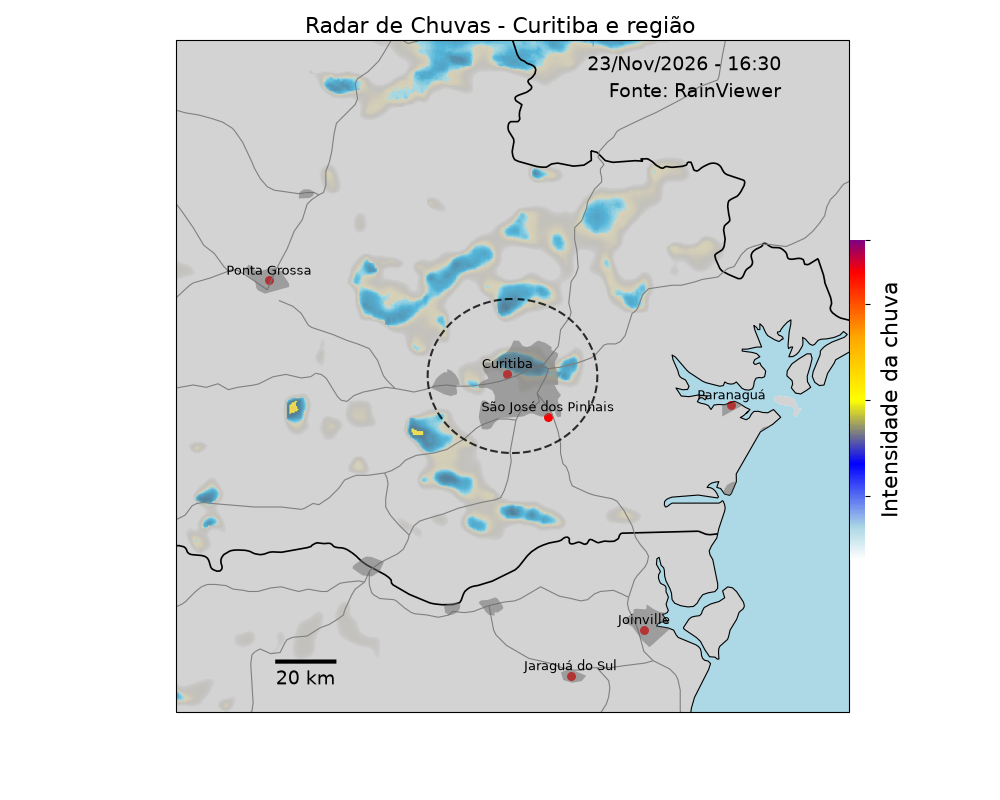 Radar de Chuvas - Curitiba e região
23/Nov/2026 - 16:30
Fonte: RainViewer
Ponta Grossa
Curitiba
São José dos Pinhais
Paranaguá
Intensidade da chuva
Joinville
Jaraguá do Sul
20 km